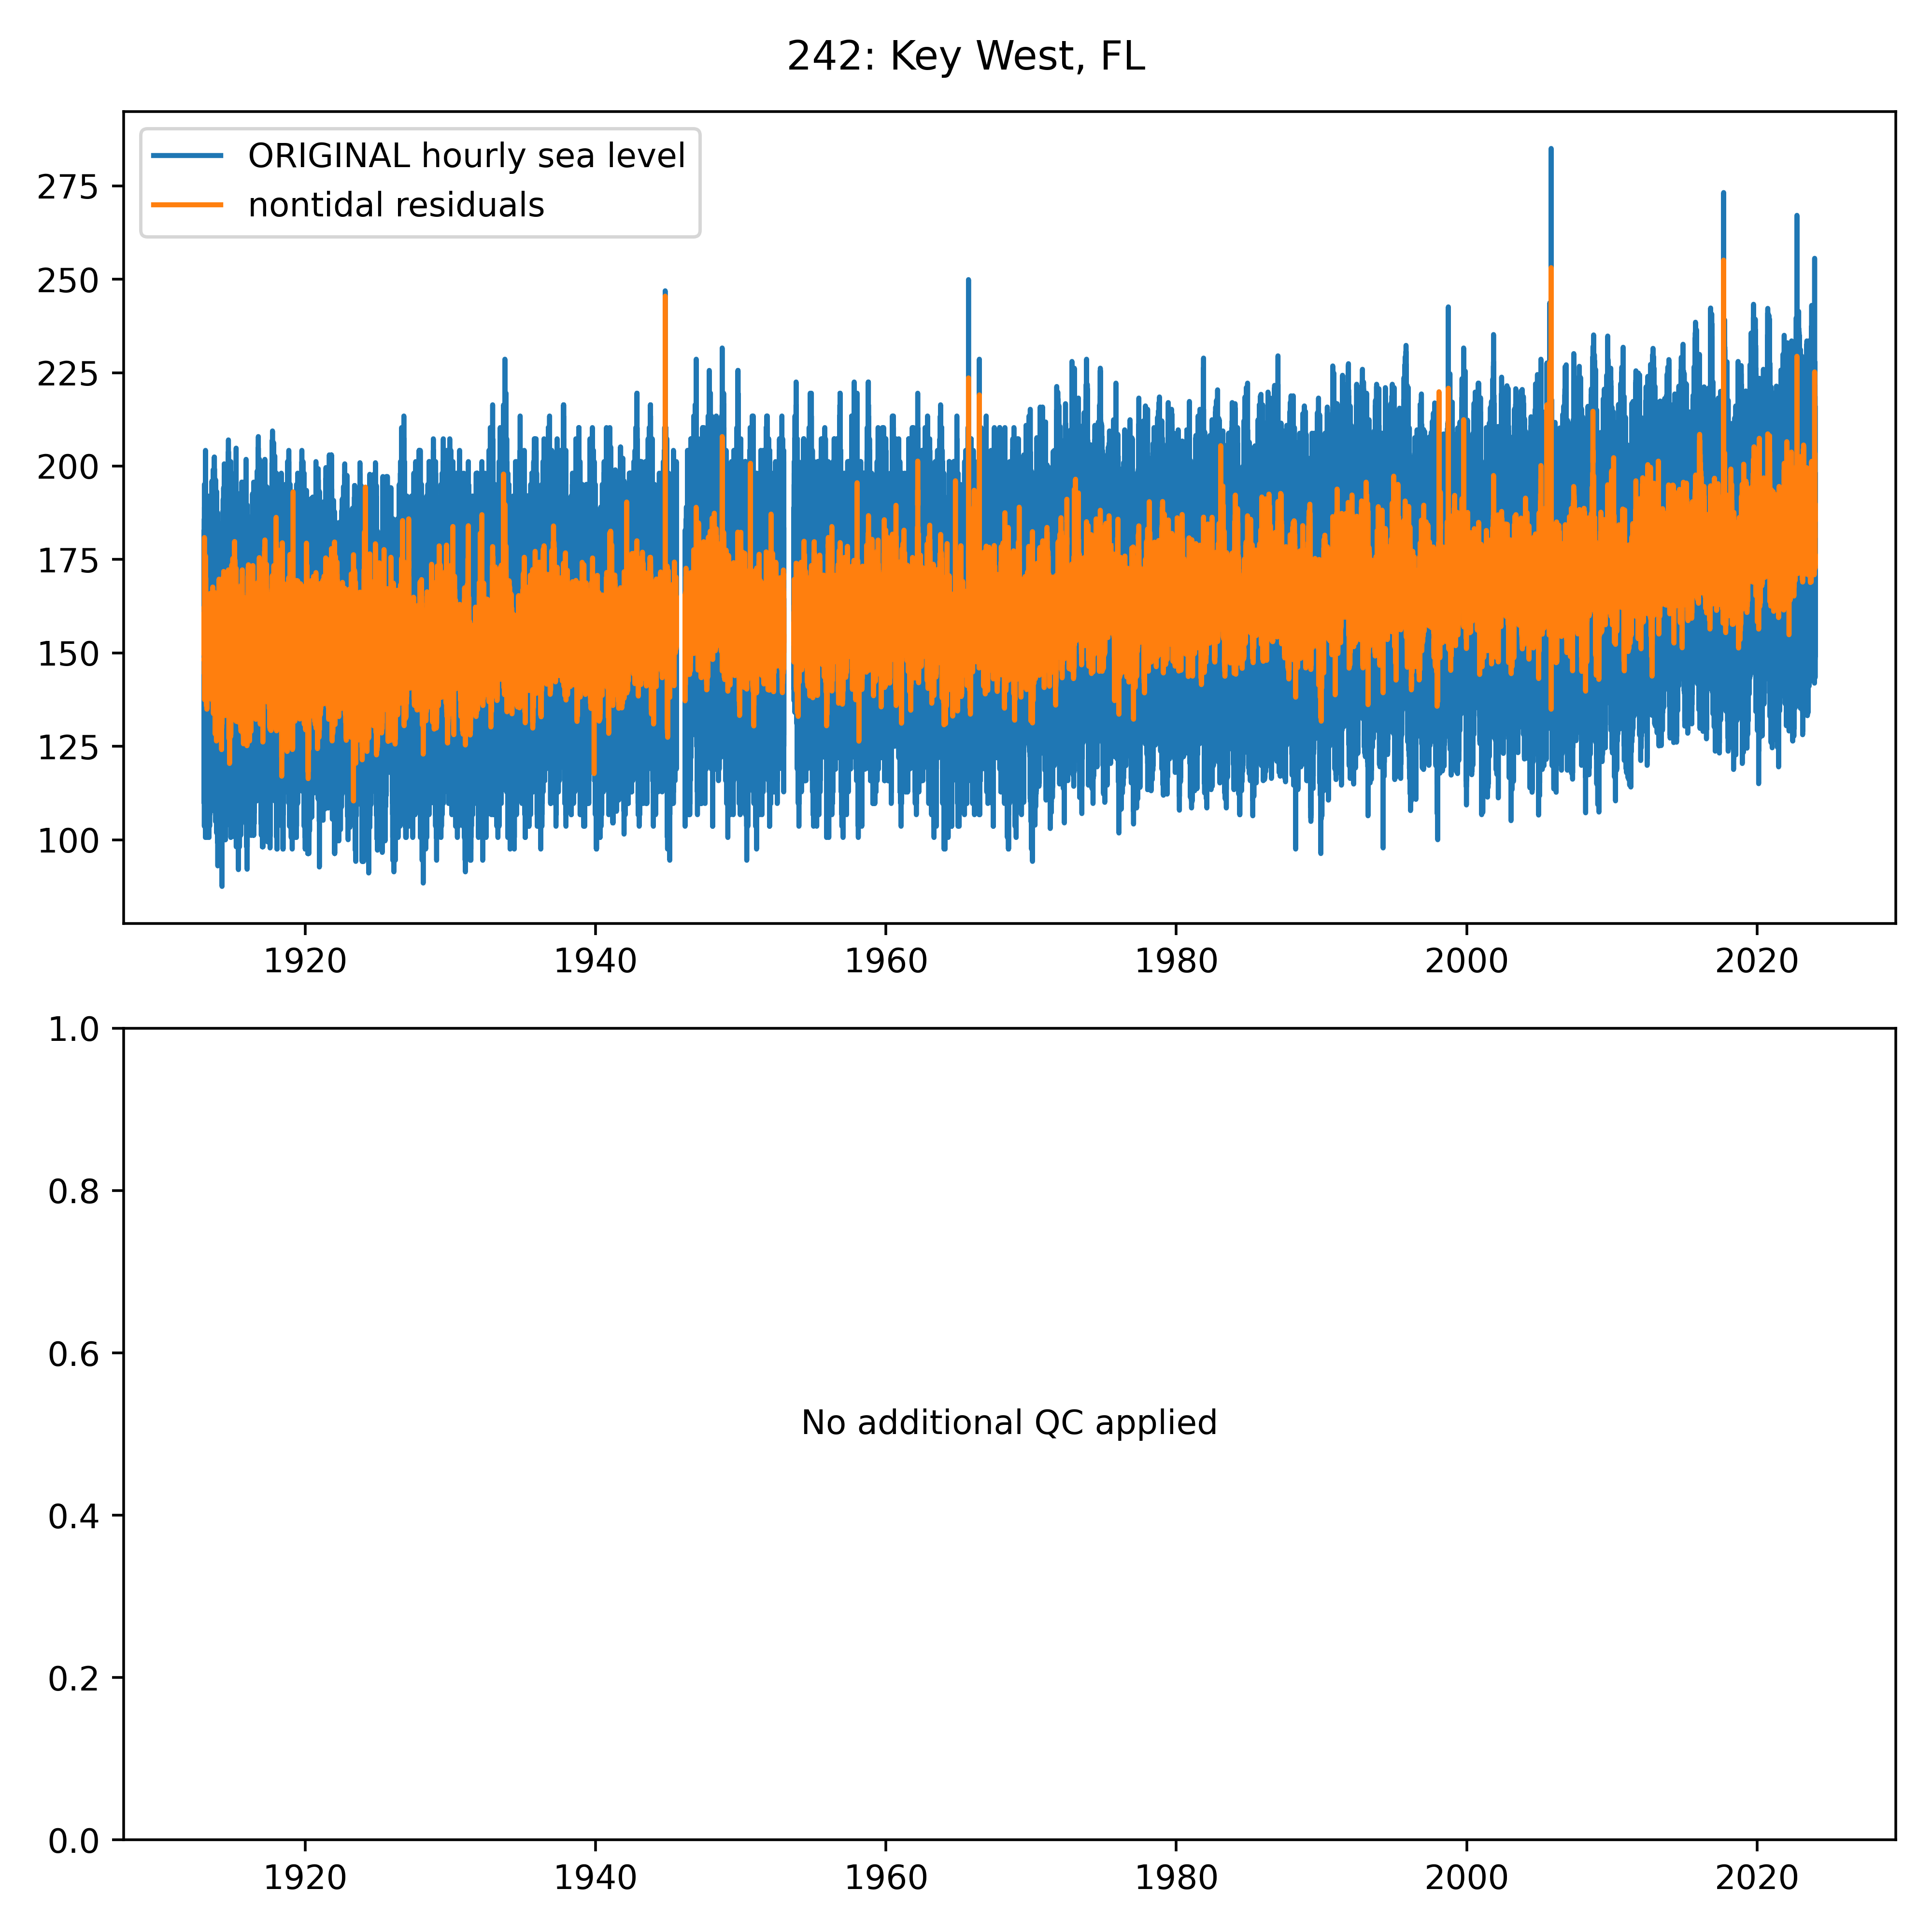 242: Key West, FL
ORIGINAL hourly sea level
nontidal residuals
275
250
225
200
175
150
125
100
1920 1940 1960 1980 2000 2020
1.0
0.8
0.6
No additional QC applied
0.4
0.2
0.0
1920 1940 1960 1980 2000 2020